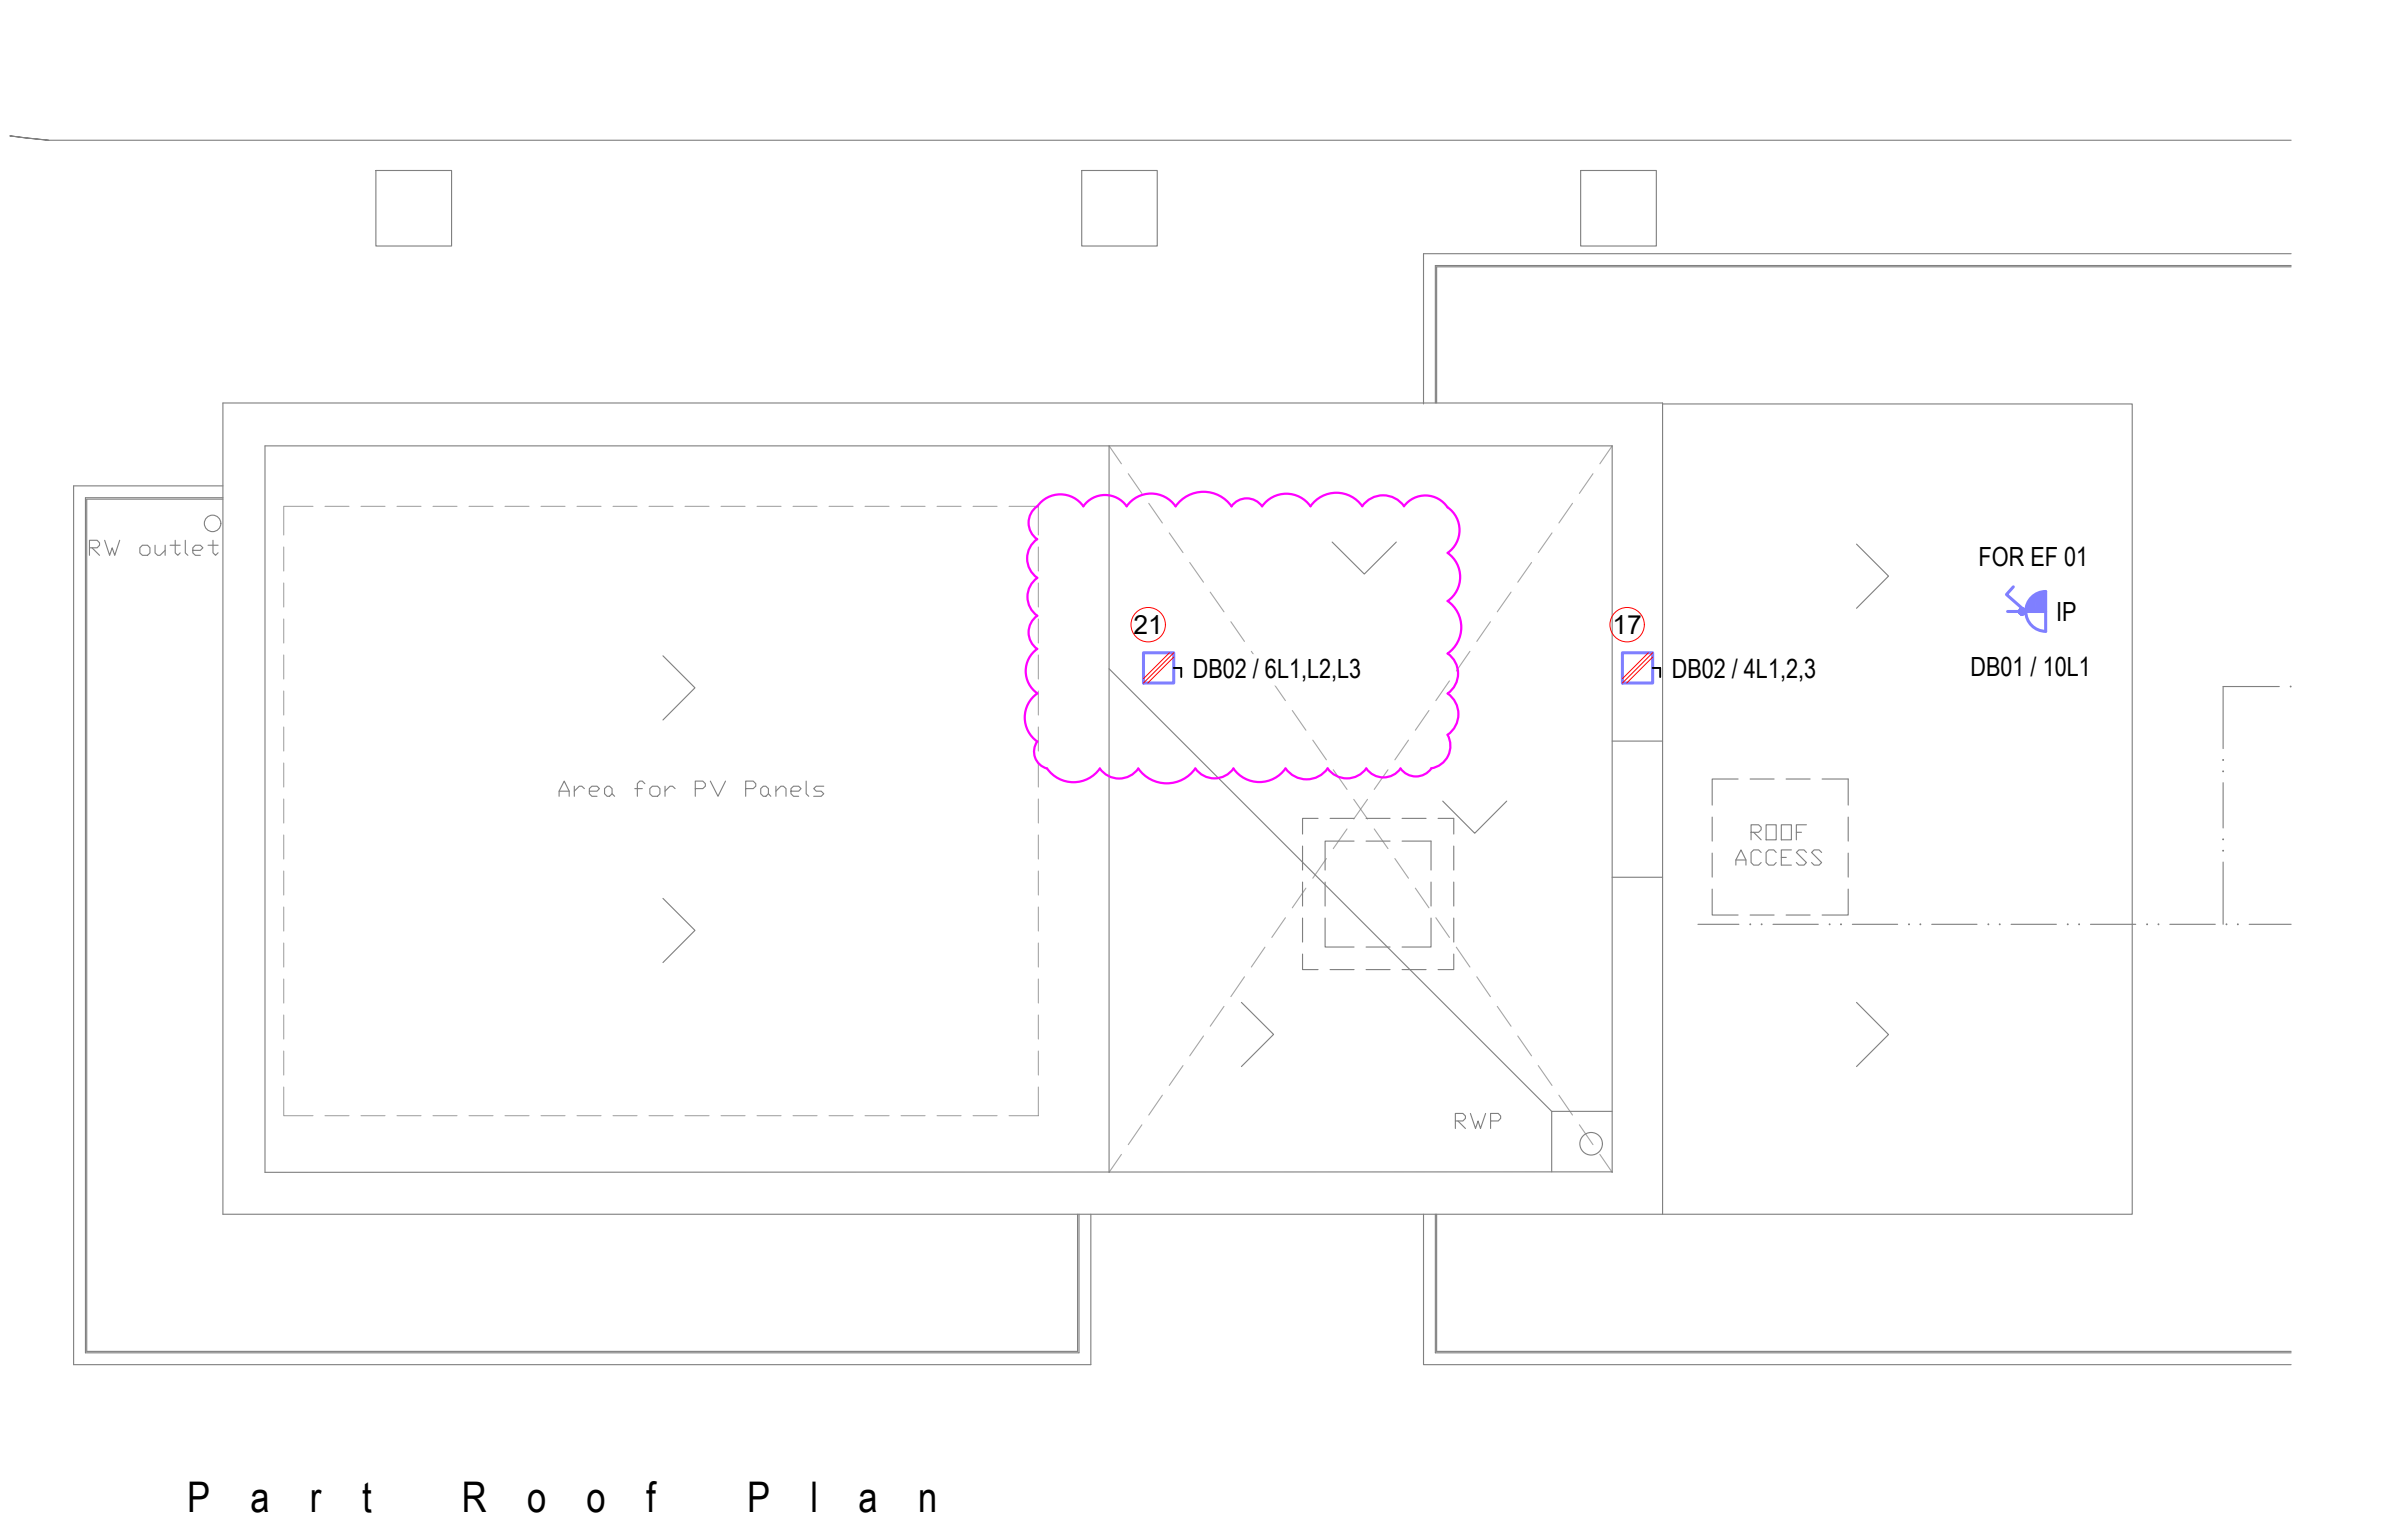 RW outlet
FOR EF 01
IP
21
17
DB02 / 6L1,L2,L3
DB02 / 4L1,2,3
DB01 / 10L1
Area for PV Panels
ROOF
ACCESS
RWP
Part Roof Plan